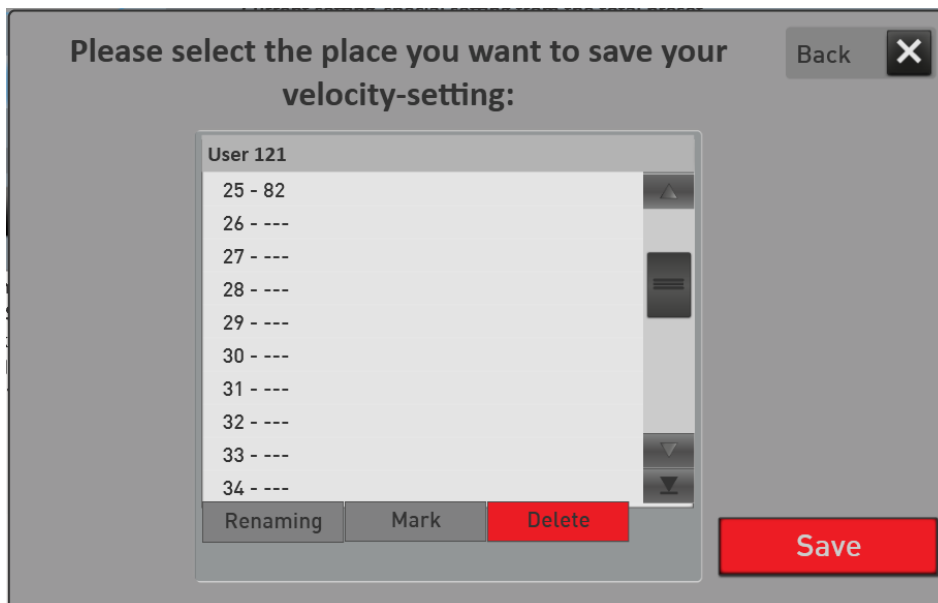 Please select the place you want to save your
velocity-setting:
Back
User 121
25 - 82
26 - ---
27 - ---
28 - ---
29 - ---
30 - ---
31 - ---
32 - ---
33 - ---
34 - ---
Renaming Mark Delete
Save